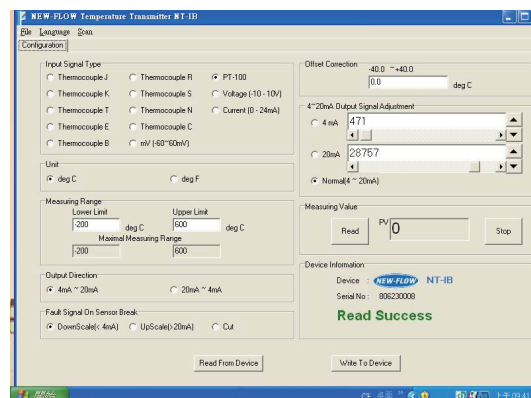 NEW-FLOW Temperature Transmitter NT-IB
File Language Scan
Configuration
Input Signal Type
Thermocouple J
Thermocouple R
PT-100
Thermocouple K
Thermocouple S
Voltage (-10 - 10V)
Thermocouple T
Thermocouple N
Current (0 - 24mA)
Thermocouple E
Thermocouple C
Thermocouple B
mV (-60~60mV)
Unit
deg C
deg F
Measuring Range
Lower Limit
Upper Limit
-200
deg C
600
deg C
Maximal Measuring Range
-200
600
Output Direction
4mA ~ 20mA
20mA ~ 4mA
Fault Signal On Sensor Break
DownScale(< 4mA)
UpScale(>20mA)
Cut
Offset Correction
-40.0 ~+40.0
0.0
deg C
4~20mA Output Signal Adjustment
4 mA
471
20mA
28757
Normal(4 ~ 20mA)
Measuring Value
Read
PV
0
Stop
Device Information
Device : NEW-FLOW NT-IB
Serial No : 806230008
Read Success
Read From Device
Write To Device
開始